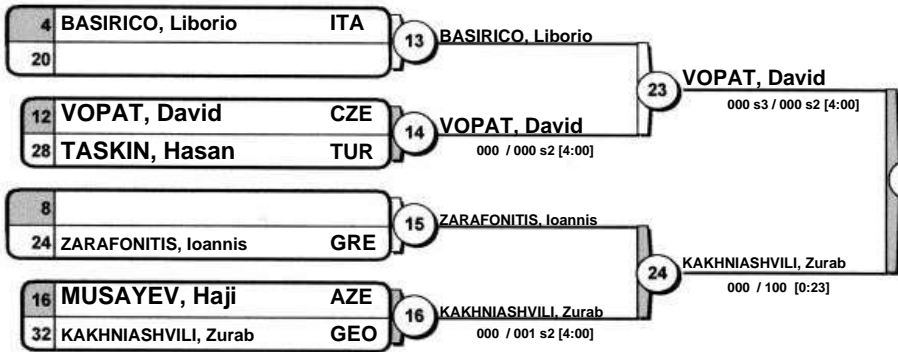 4 BASIRICO, Liborio ITA
20
13 BASIRICO, Liborio
12 VOPAT, David CZE
28 TASKIN, Hasan TUR
14 VOPAT, David
000 / 000 s2 [4:00]
23 VOPAT, David
000 s3 / 000 s2 [4:00]
8
24 ZARAFONITIS, Ioannis GRE
15 ZARAFONITIS, Ioannis
16 MUSAYEV, Haji AZE
32 KAKHNIASHVILI, Zurab GEO
16 KAKHNIASHVILI, Zurab
000 / 001 s2 [4:00]
24 KAKHNIASHVILI, Zurab
000 / 100 [0:23]